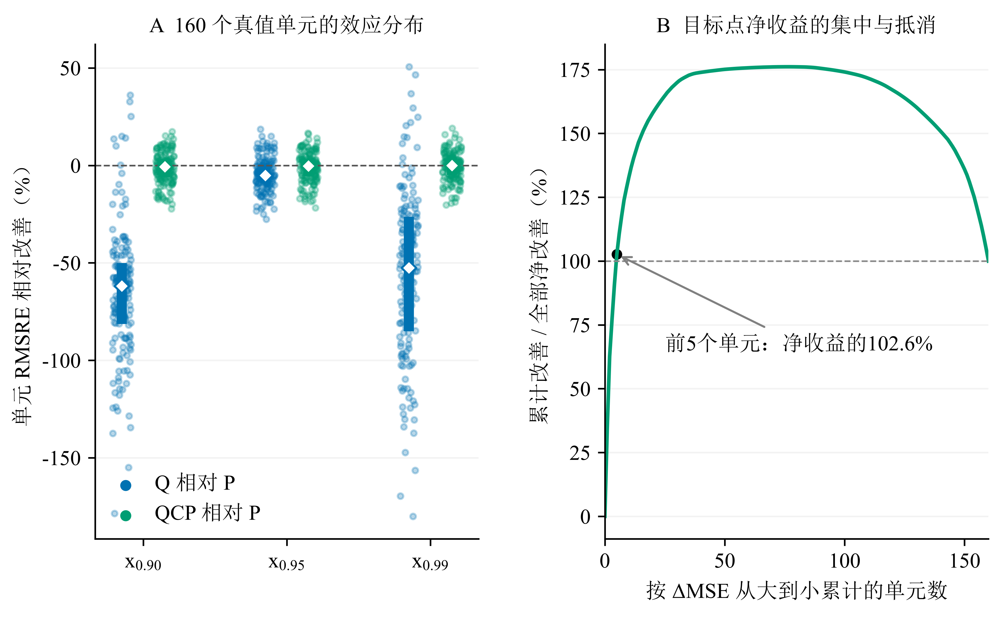 A 160 个真值单元的效应分布
单元 RMSRE 相对改善（%）
50
0
-50
-100
-150
Q 相对 P
QCP 相对 P
x0.90
x0.95
x0.99
B 目标点净收益的集中与抵消
累计改善 / 全部净改善（%）
175
150
125
100
75
50
25
0
前5个单元：净收益的102.6%
0
50
100
150
按 ΔMSE 从大到小累计的单元数